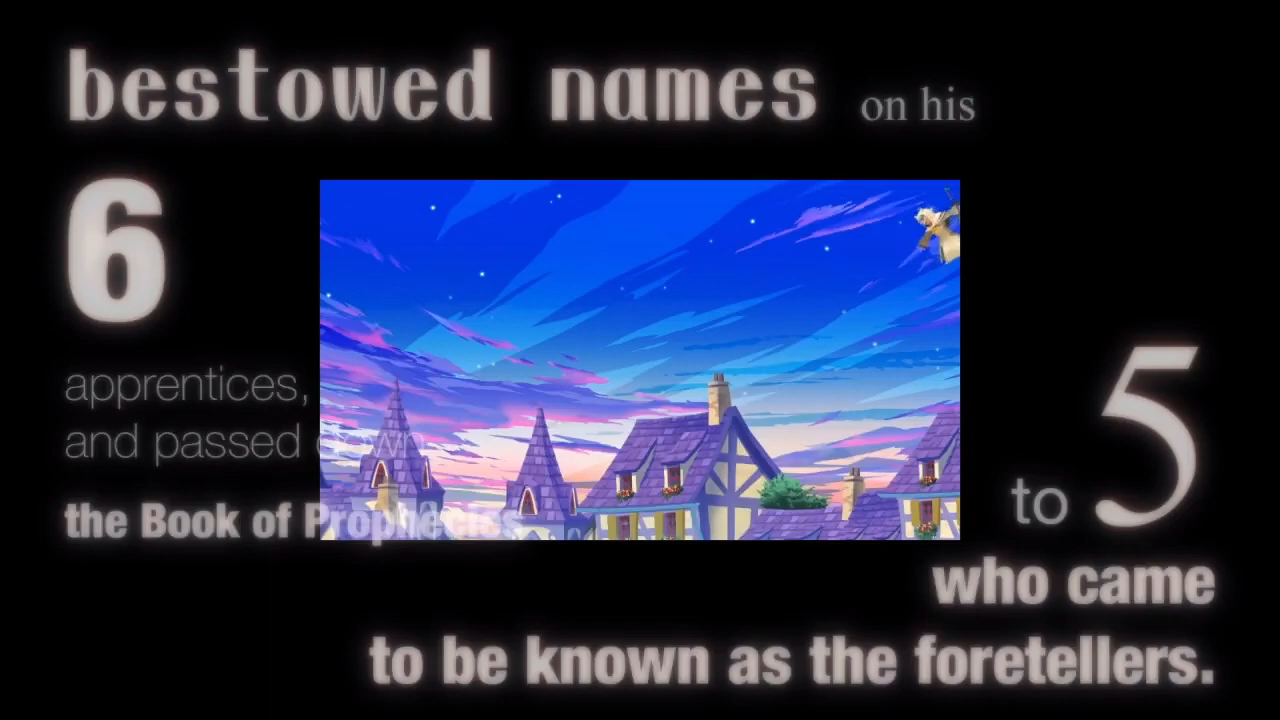 bestowed names on his
6
apprentices,
and passed down
the Book of Prophecies
to 5
who came
to be known as the foretellers.